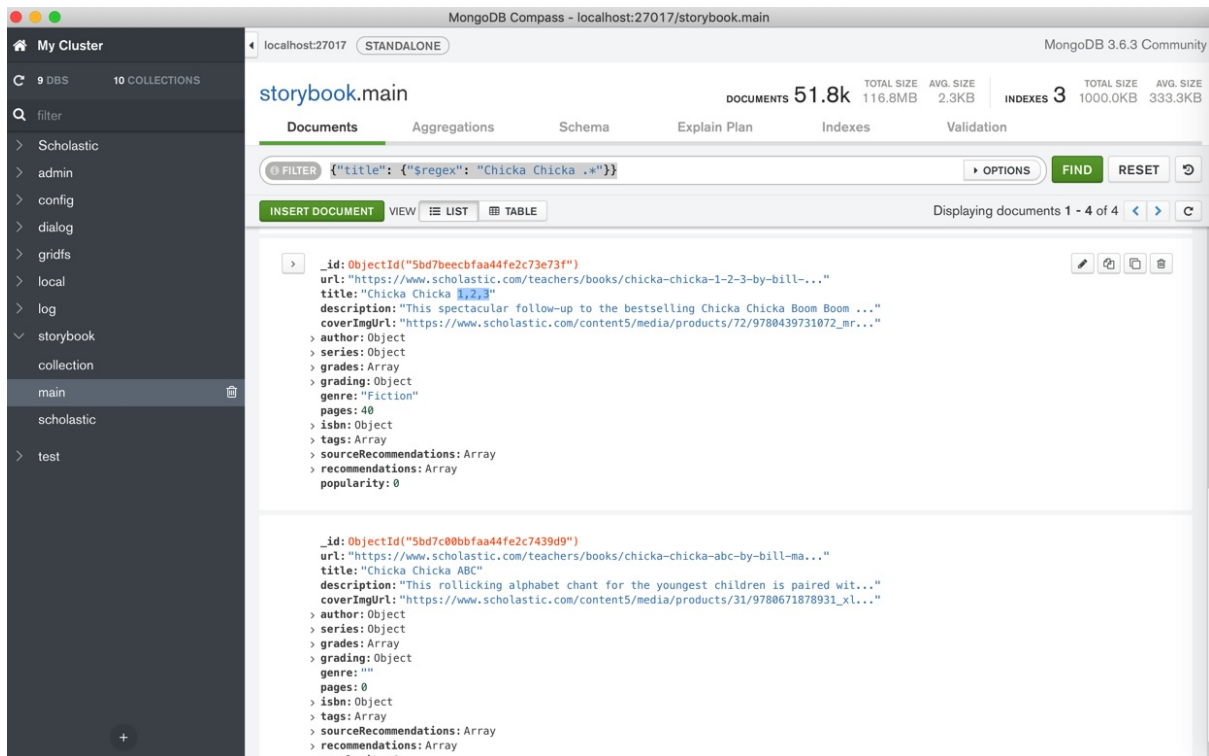 MongoDB Compass - localhost:27017/storybook.main
My Cluster
9 DBS 10 COLLECTIONS
filter
Scholastic
admin
config
dialog
gridfs
local
log
storybook
collection
main
scholastic
test
localhost:27017 STANDALONE MongoDB 3.6.3 Community
storybook.main
DOCUMENTS 51.8k TOTAL SIZE 116.8MB AVG. SIZE 2.3KB INDEXES 3 TOTAL SIZE 1000.0KB AVG. SIZE 333.3KB
Documents Aggregations Schema Explain Plan Indexes Validation
FILTER {"title": {"$regex": "Chicka Chicka .*"}} OPTIONS FIND RESET
INSERT DOCUMENT VIEW LIST TABLE Displaying documents 1 - 4 of 4
_id: ObjectId("5bd7beecbfaa44fe2c73e73f")
url: "https://www.scholastic.com/teachers/books/chicka-chicka-1-2-3-by-bill-..."
title: "Chicka Chicka 1,2,3"
description: "This spectacular follow-up to the bestselling Chicka Chicka Boom Boom ..."
coverImgUrl: "https://www.scholastic.com/content5/media/products/72/9780439731072_mr..."
author: Object
series: Object
grades: Array
grading: Object
genre: "Fiction"
pages: 40
isbn: Object
tags: Array
sourceRecommendations: Array
recommendations: Array
popularity: 0
_id: ObjectId("5bd7c00bbfaa44fe2c7439d9")
url: "https://www.scholastic.com/teachers/books/chicka-chicka-abc-by-bill-ma..."
title: "Chicka Chicka ABC"
description: "This rollicking alphabet chant for the youngest children is paired wit..."
coverImgUrl: "https://www.scholastic.com/content5/media/products/31/9780671878931_xl..."
author: Object
series: Object
grades: Array
grading: Object
genre: ""
pages: 0
isbn: Object
tags: Array
sourceRecommendations: Array
recommendations: Array